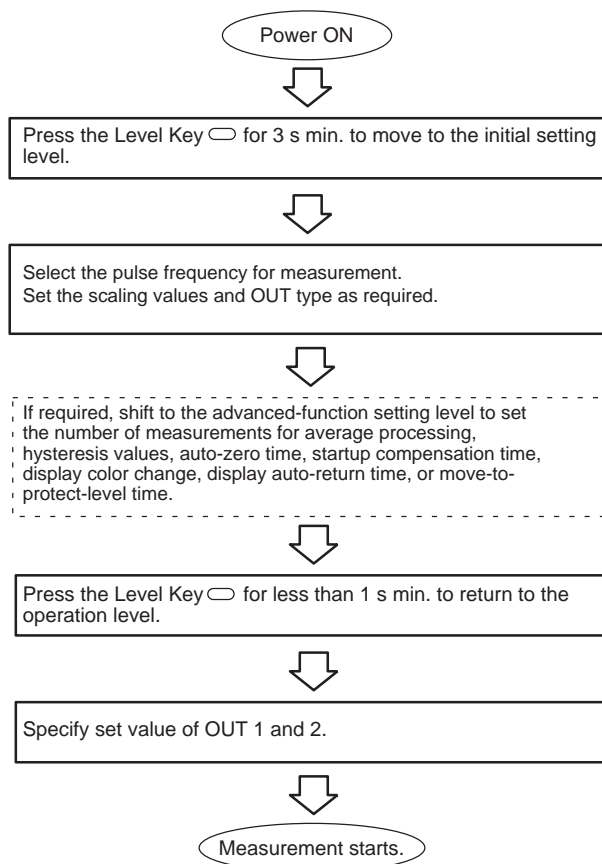 Power ON
Press the Level Key for 3 s min. to move to the initial setting
level.
Select the pulse frequency for measurement.
Set the scaling values and OUT type as required.
If required, shift to the advanced-function setting level to set
the number of measurements for average processing,
hysteresis values, auto-zero time, startup compensation time,
display color change, display auto-return time, or move-to-
protect-level time.
Press the Level Key for less than 1 s min. to return to the
operation level.
Specify set value of OUT 1 and 2.
Measurement starts.